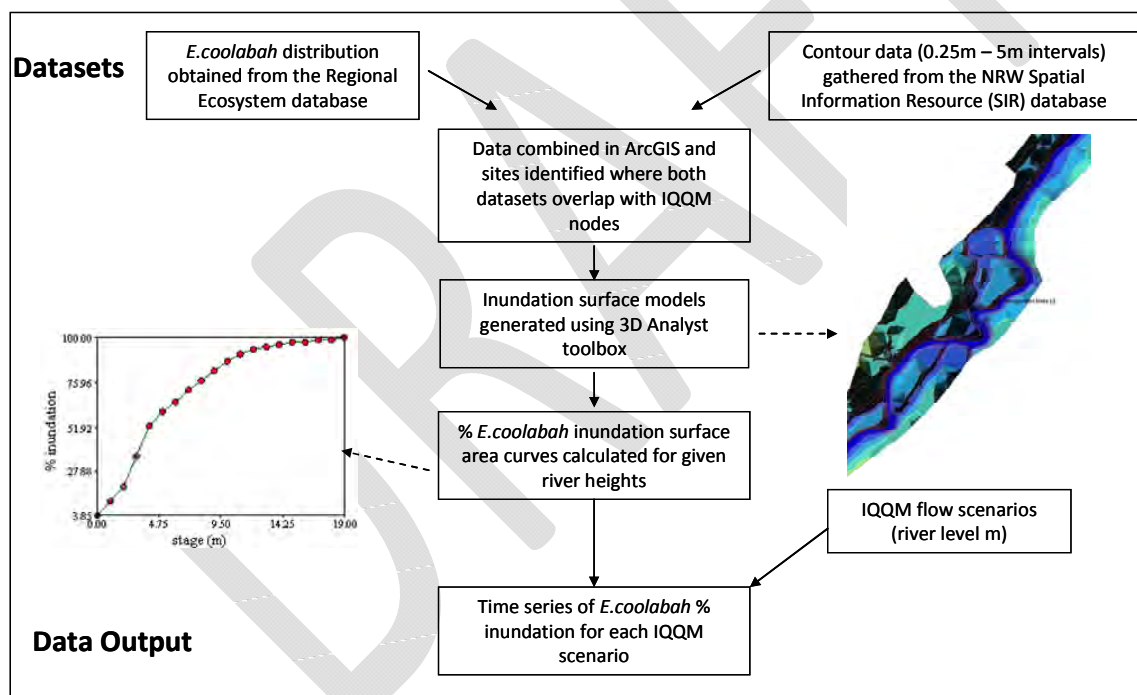 DRAFT
Datasets
E.coolabah distribution
obtained from the Regional
Ecosystem database
Contour data (0.25m – 5m intervals)
gathered from the NRW Spatial
Information Resource (SIR) database
Data combined in ArcGIS and
sites identified where both
datasets overlap with IQQM
nodes
Inundation surface models
generated using 3D Analyst
toolbox
100.00
75.96
51.92
27.88
3.85
% inundation
0.00 4.75 9.50 14.25 19.00
stage (m)
% E.coolabah inundation surface
area curves calculated for given
river heights
IQQM flow scenarios
(river level m)
Time series of E.coolabah %
inundation for each IQQM
scenario
Data Output